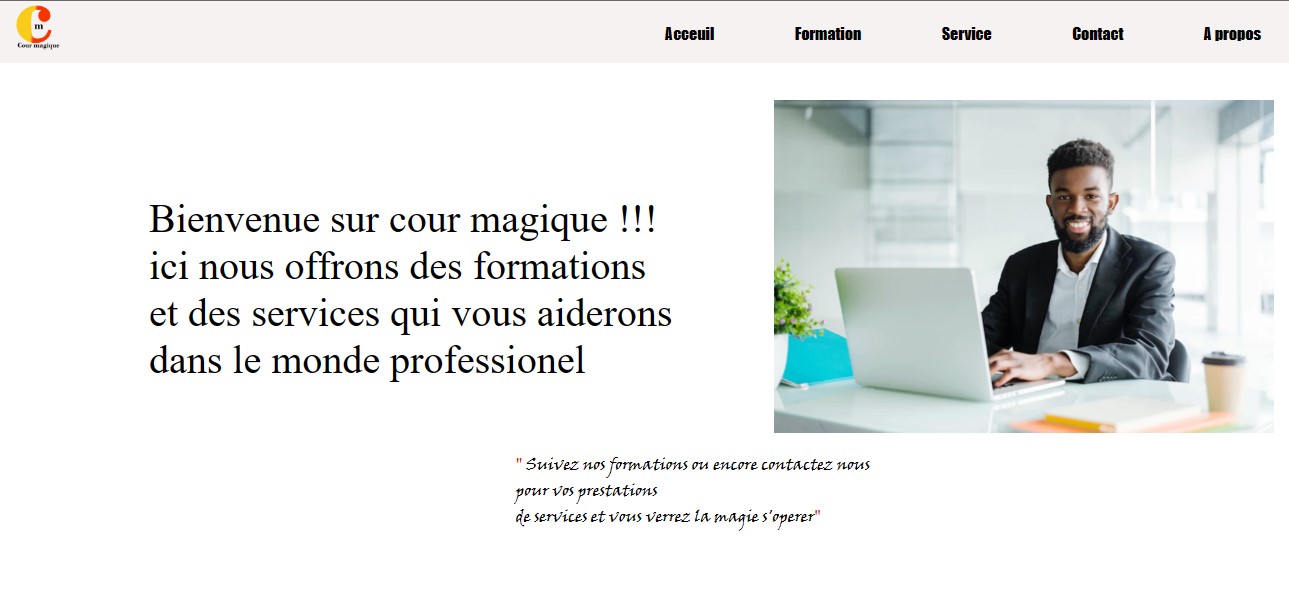 m
Cour magique
Acceuil Formation Service Contact A propos
Bienvenue sur cour magique !!!
ici nous offrons des formations
et des services qui vous aiderons
dans le monde professionel
" Suivez nos formations ou encore contactez nous
pour vos prestations
de services et vous verrez la magie s'operer"